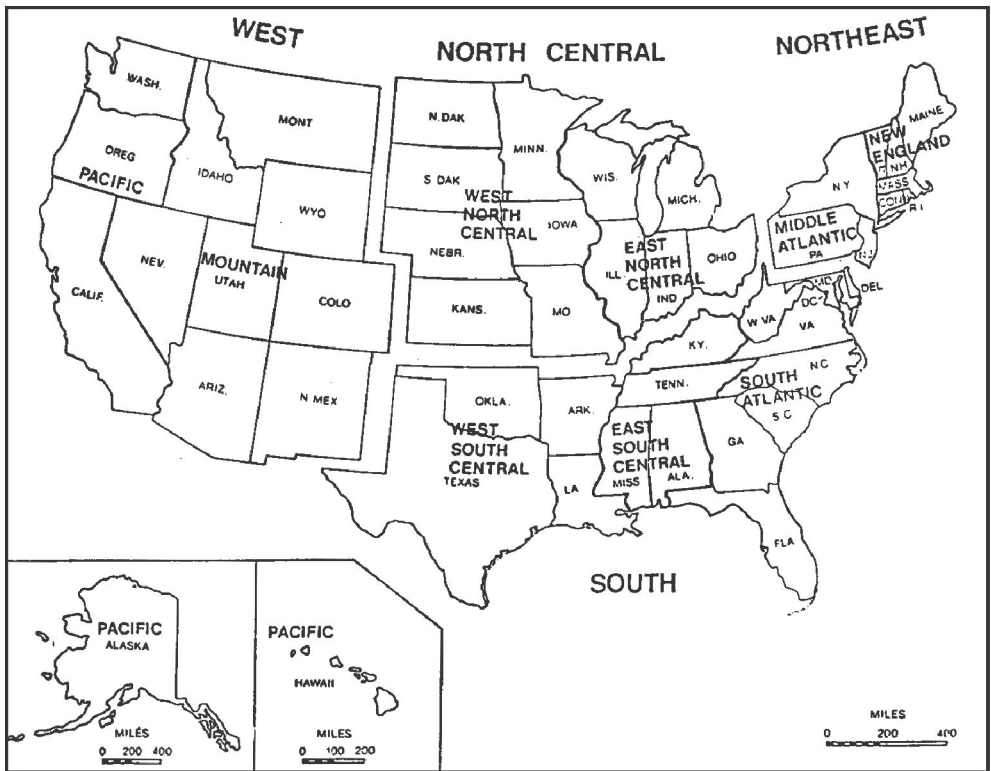 WEST
NORTH CENTRAL
NORTHEAST
WASH.
MONT
N. DAK
MINN.
MAINE
OREG
PACIFIC
IDAHO
WYO
S DAK
WEST
NORTH
CENTRAL
WIS.
MICH.
NEW
ENGLAND
NH
MASS
CON
R I
N Y
NEBR.
IOWA
MIDDLE
ATLANTIC
PA
NJ
NEV.
MOUNTAIN
UTAH
COLO
CALIF.
KANS.
MO
ILL
EAST
NORTH
CENTRAL
IND
OHIO
MD
DEL
DC
W VA
VA
KY.
ARIZ.
N MEX
OKLA.
ARK.
TENN.
N C
SOUTH
ATLANTIC
S C
WEST
SOUTH
CENTRAL
TEXAS
LA
EAST
SOUTH
CENTRAL
MISS
ALA.
GA
FLA
SOUTH
PACIFIC
ALASKA
MILES
0 200 400
PACIFIC
HAWAII
MILES
0 100 200
MILES
0 200 400